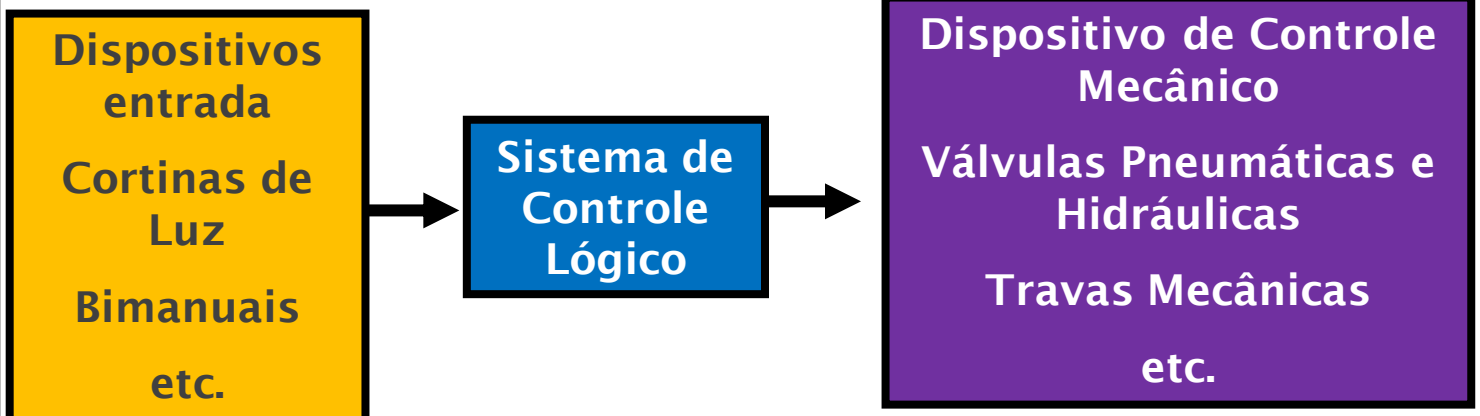 Dispositivos
entrada
Cortinas de
Luz
Bimanuais
etc.
Sistema de
Controle
Lógico
Dispositivo de Controle
Mecânico
Válvulas Pneumáticas e
Hidráulicas
Travas Mecânicas
etc.